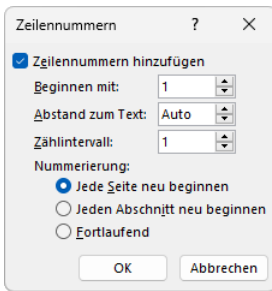 Zeilennummern ? ×
Zeilennummern hinzufügen
Beginnen mit: 1
Abstand zum Text: Auto
Zählintervall: 1
Nummerierung:
Jede Seite neu beginnen
Jeden Abschnitt neu beginnen
Fortlaufend
OK Abbrechen